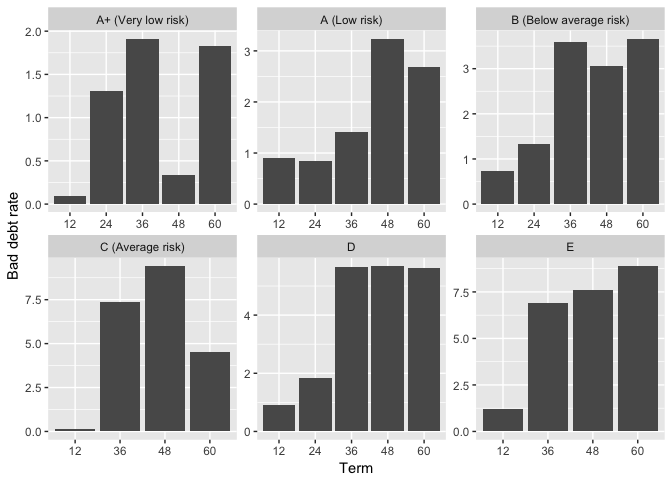 A+ (Very low risk)
A (Low risk)
B (Below average risk)
2.0
1.5
1.0
0.5
0.0
3
2
1
0
3
2
1
0
12 24 36 48 60
12 24 36 48 60
12 24 36 48 60
C (Average risk)
D
E
7.5
5.0
2.5
0.0
4
2
0
7.5
5.0
2.5
0.0
12 36 48 60
12 24 36 48 60
12 36 48 60
Bad debt rate
Term